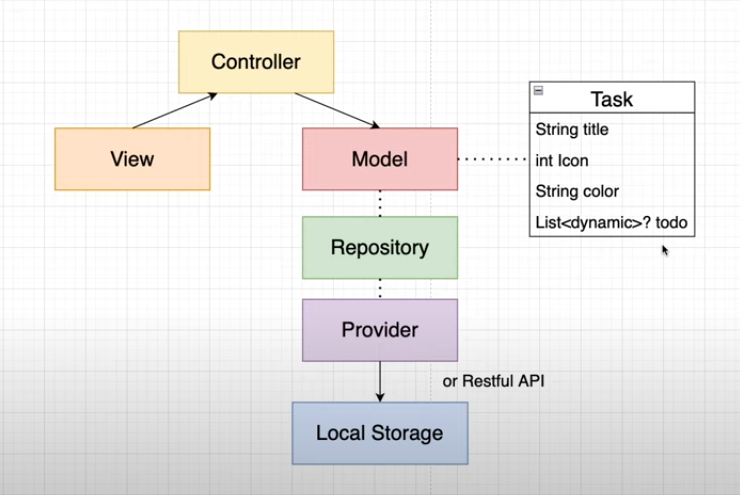 Controller
View
Model
Task
String title
int Icon
String color
List<dynamic>? todo
Repository
Provider
or Restful API
Local Storage